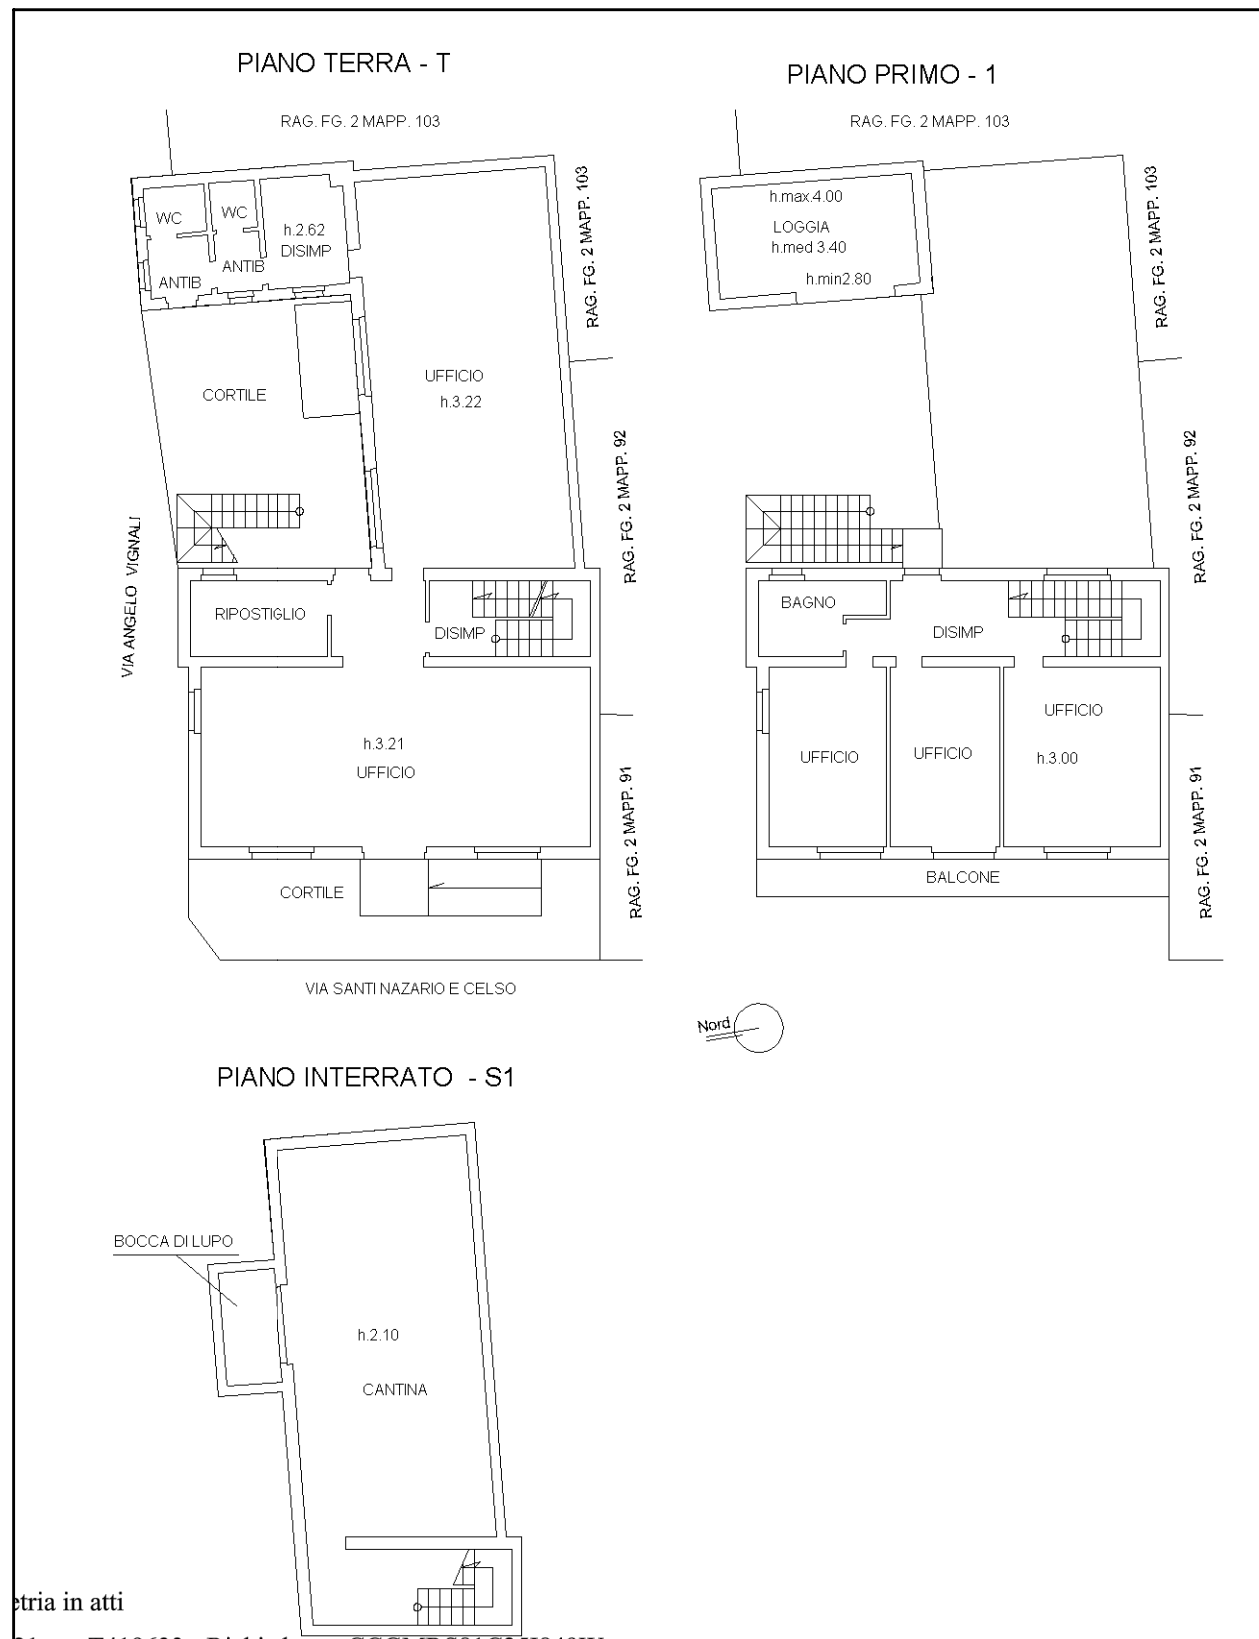 PIANO TERRA - T
RAG. FG. 2 MAPP. 103
RAG. FG. 2 MAPP. 103
WC
WC
h.2.62
DISIMP
ANTIB
ANTIB
CORTILE
UFFICIO
h.3.22
RAG. FG. 2 MAPP. 92
VIA ANGELO VIGNALI
RIPOSTIGLIO
DISIMP
h.3.21
UFFICIO
RAG. FG. 2 MAPP. 91
CORTILE
VIA SANTI NAZARIO E CELSO
PIANO PRIMO - 1
RAG. FG. 2 MAPP. 103
RAG. FG. 2 MAPP. 103
h.max.4.00
LOGGIA
h.med 3.40
h.min2.80
RAG. FG. 2 MAPP. 92
BAGNO
DISIMP
UFFICIO
UFFICIO
UFFICIO
h.3.00
RAG. FG. 2 MAPP. 91
BALCONE
Nord
PIANO INTERRATO - S1
BOCCA DI LUPO
h.2.10
CANTINA
etria in atti